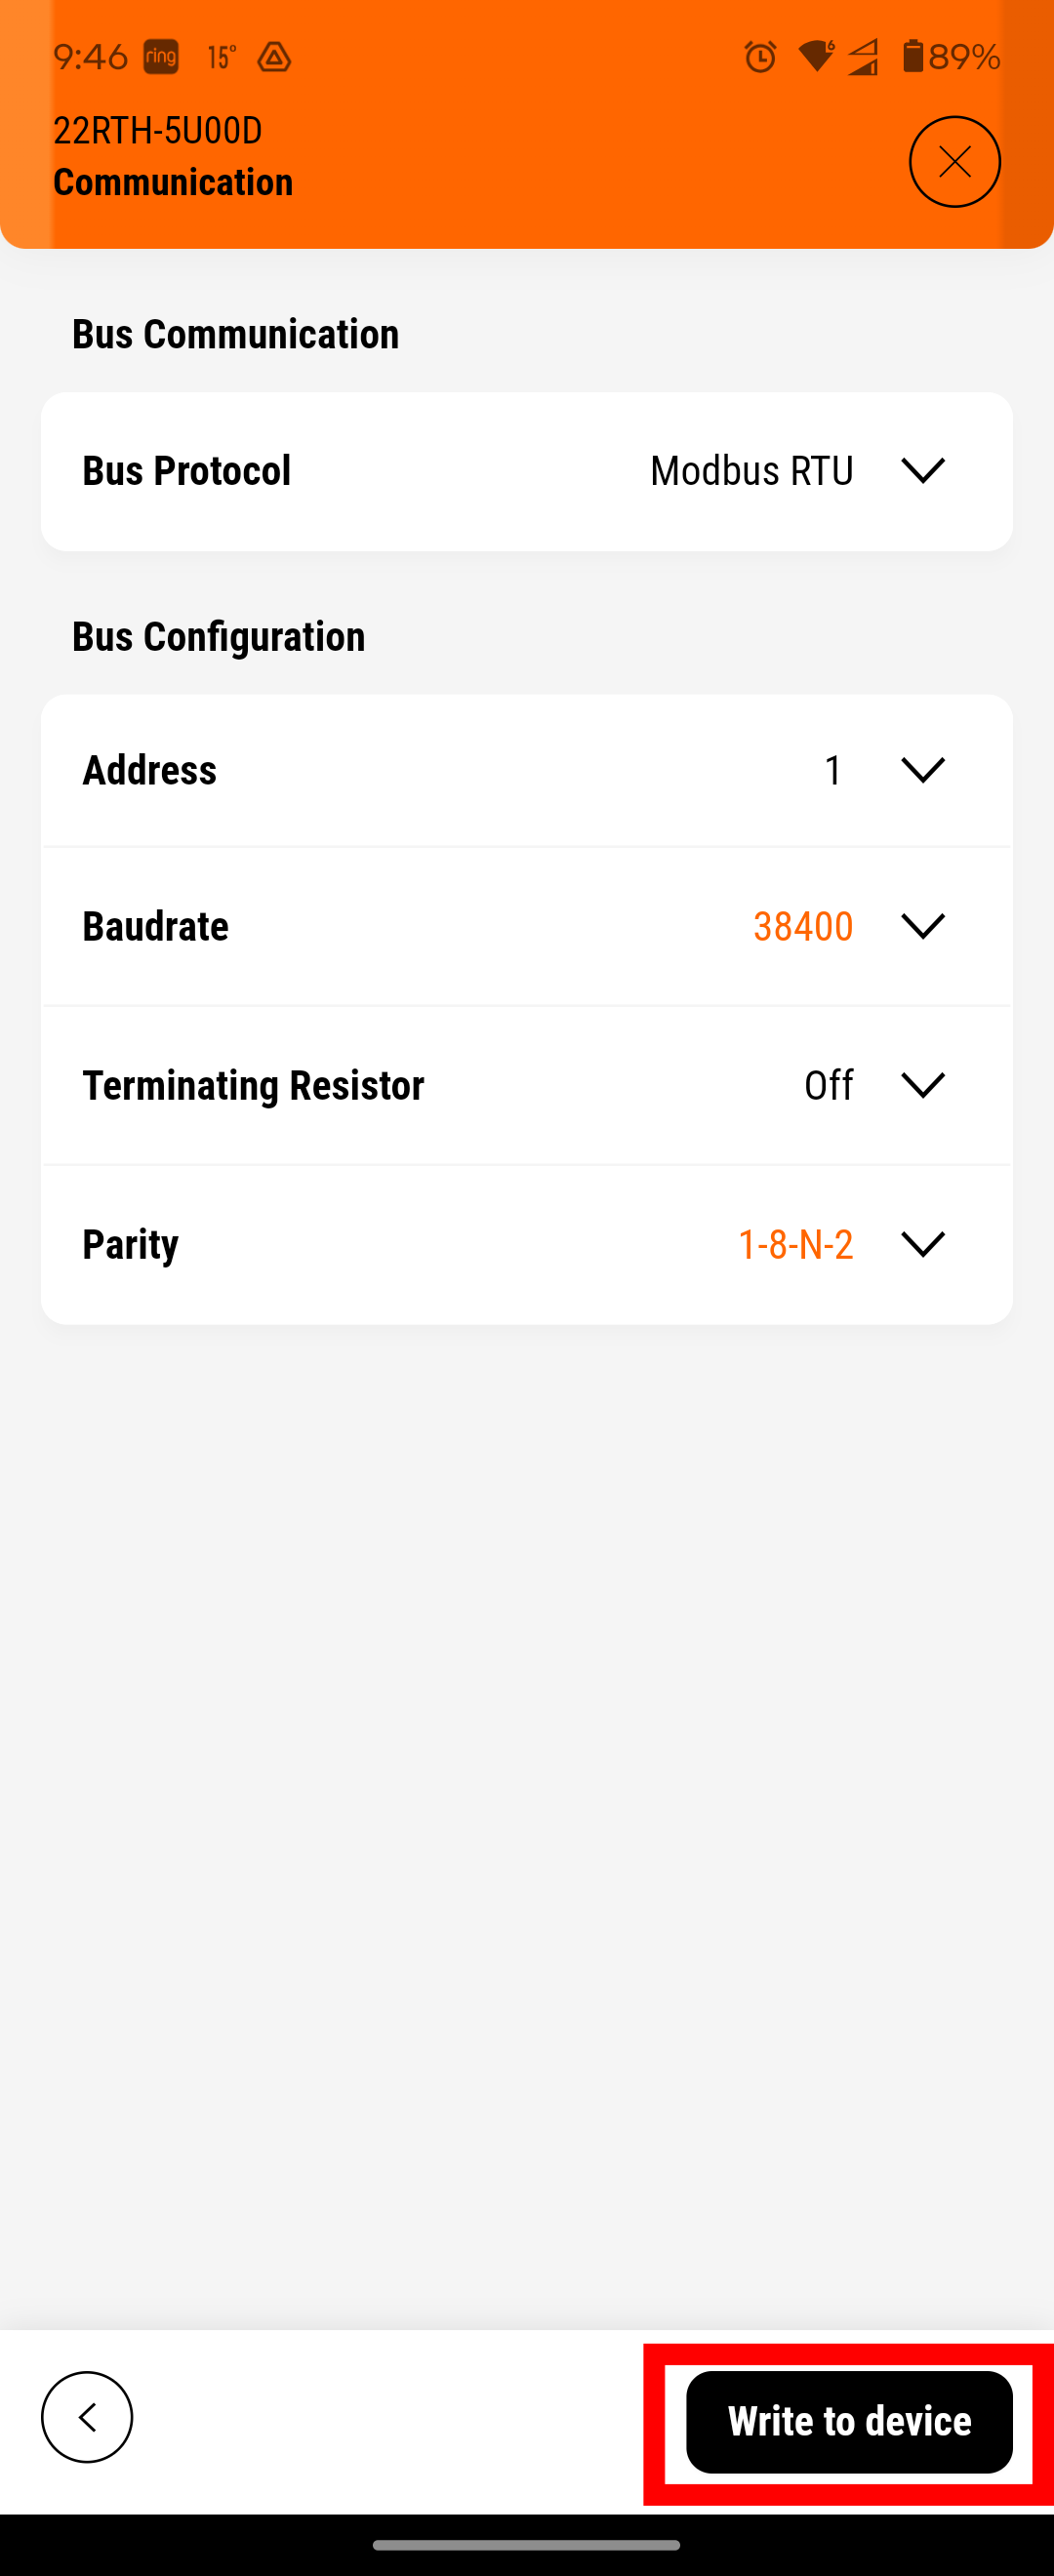 9:46 ring 15° 6 89%
22RTH-5U00D
Communication
Bus Communication
Bus Protocol Modbus RTU
Bus Configuration
Address 1
Baudrate 38400
Terminating Resistor Off
Parity 1-8-N-2
Write to device